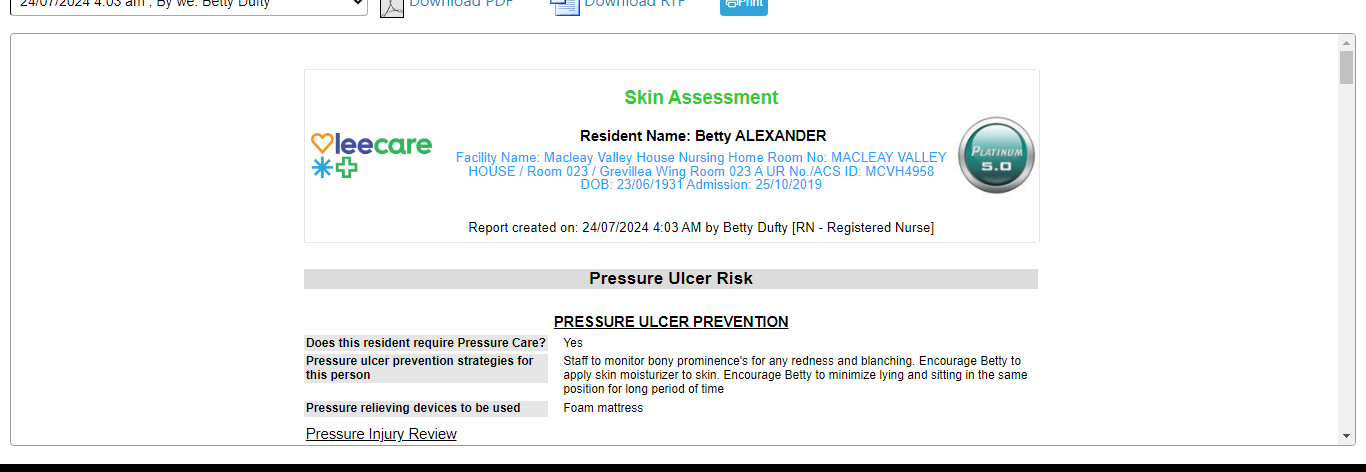 24/07/2024 4:03 am , By we: Betty Dufty
Download PDF
Download RTF
Print
Skin Assessment
leecare
Resident Name: Betty ALEXANDER
Facility Name: Macleay Valley House Nursing Home Room No: MACLEAY VALLEY
HOUSE / Room 023 / Grevillea Wing Room 023 A UR No./ACS ID: MCVH4958
DOB: 23/06/1931 Admission: 25/10/2019
PLATINUM
5.0
Report created on: 24/07/2024 4:03 AM by Betty Dufty [RN - Registered Nurse]
Pressure Ulcer Risk
PRESSURE ULCER PREVENTION
Does this resident require Pressure Care? Yes
Pressure ulcer prevention strategies for
this person
Staff to monitor bony prominence's for any redness and blanching. Encourage Betty to
apply skin moisturizer to skin. Encourage Betty to minimize lying and sitting in the same
position for long period of time
Pressure relieving devices to be used Foam mattress
Pressure Injury Review